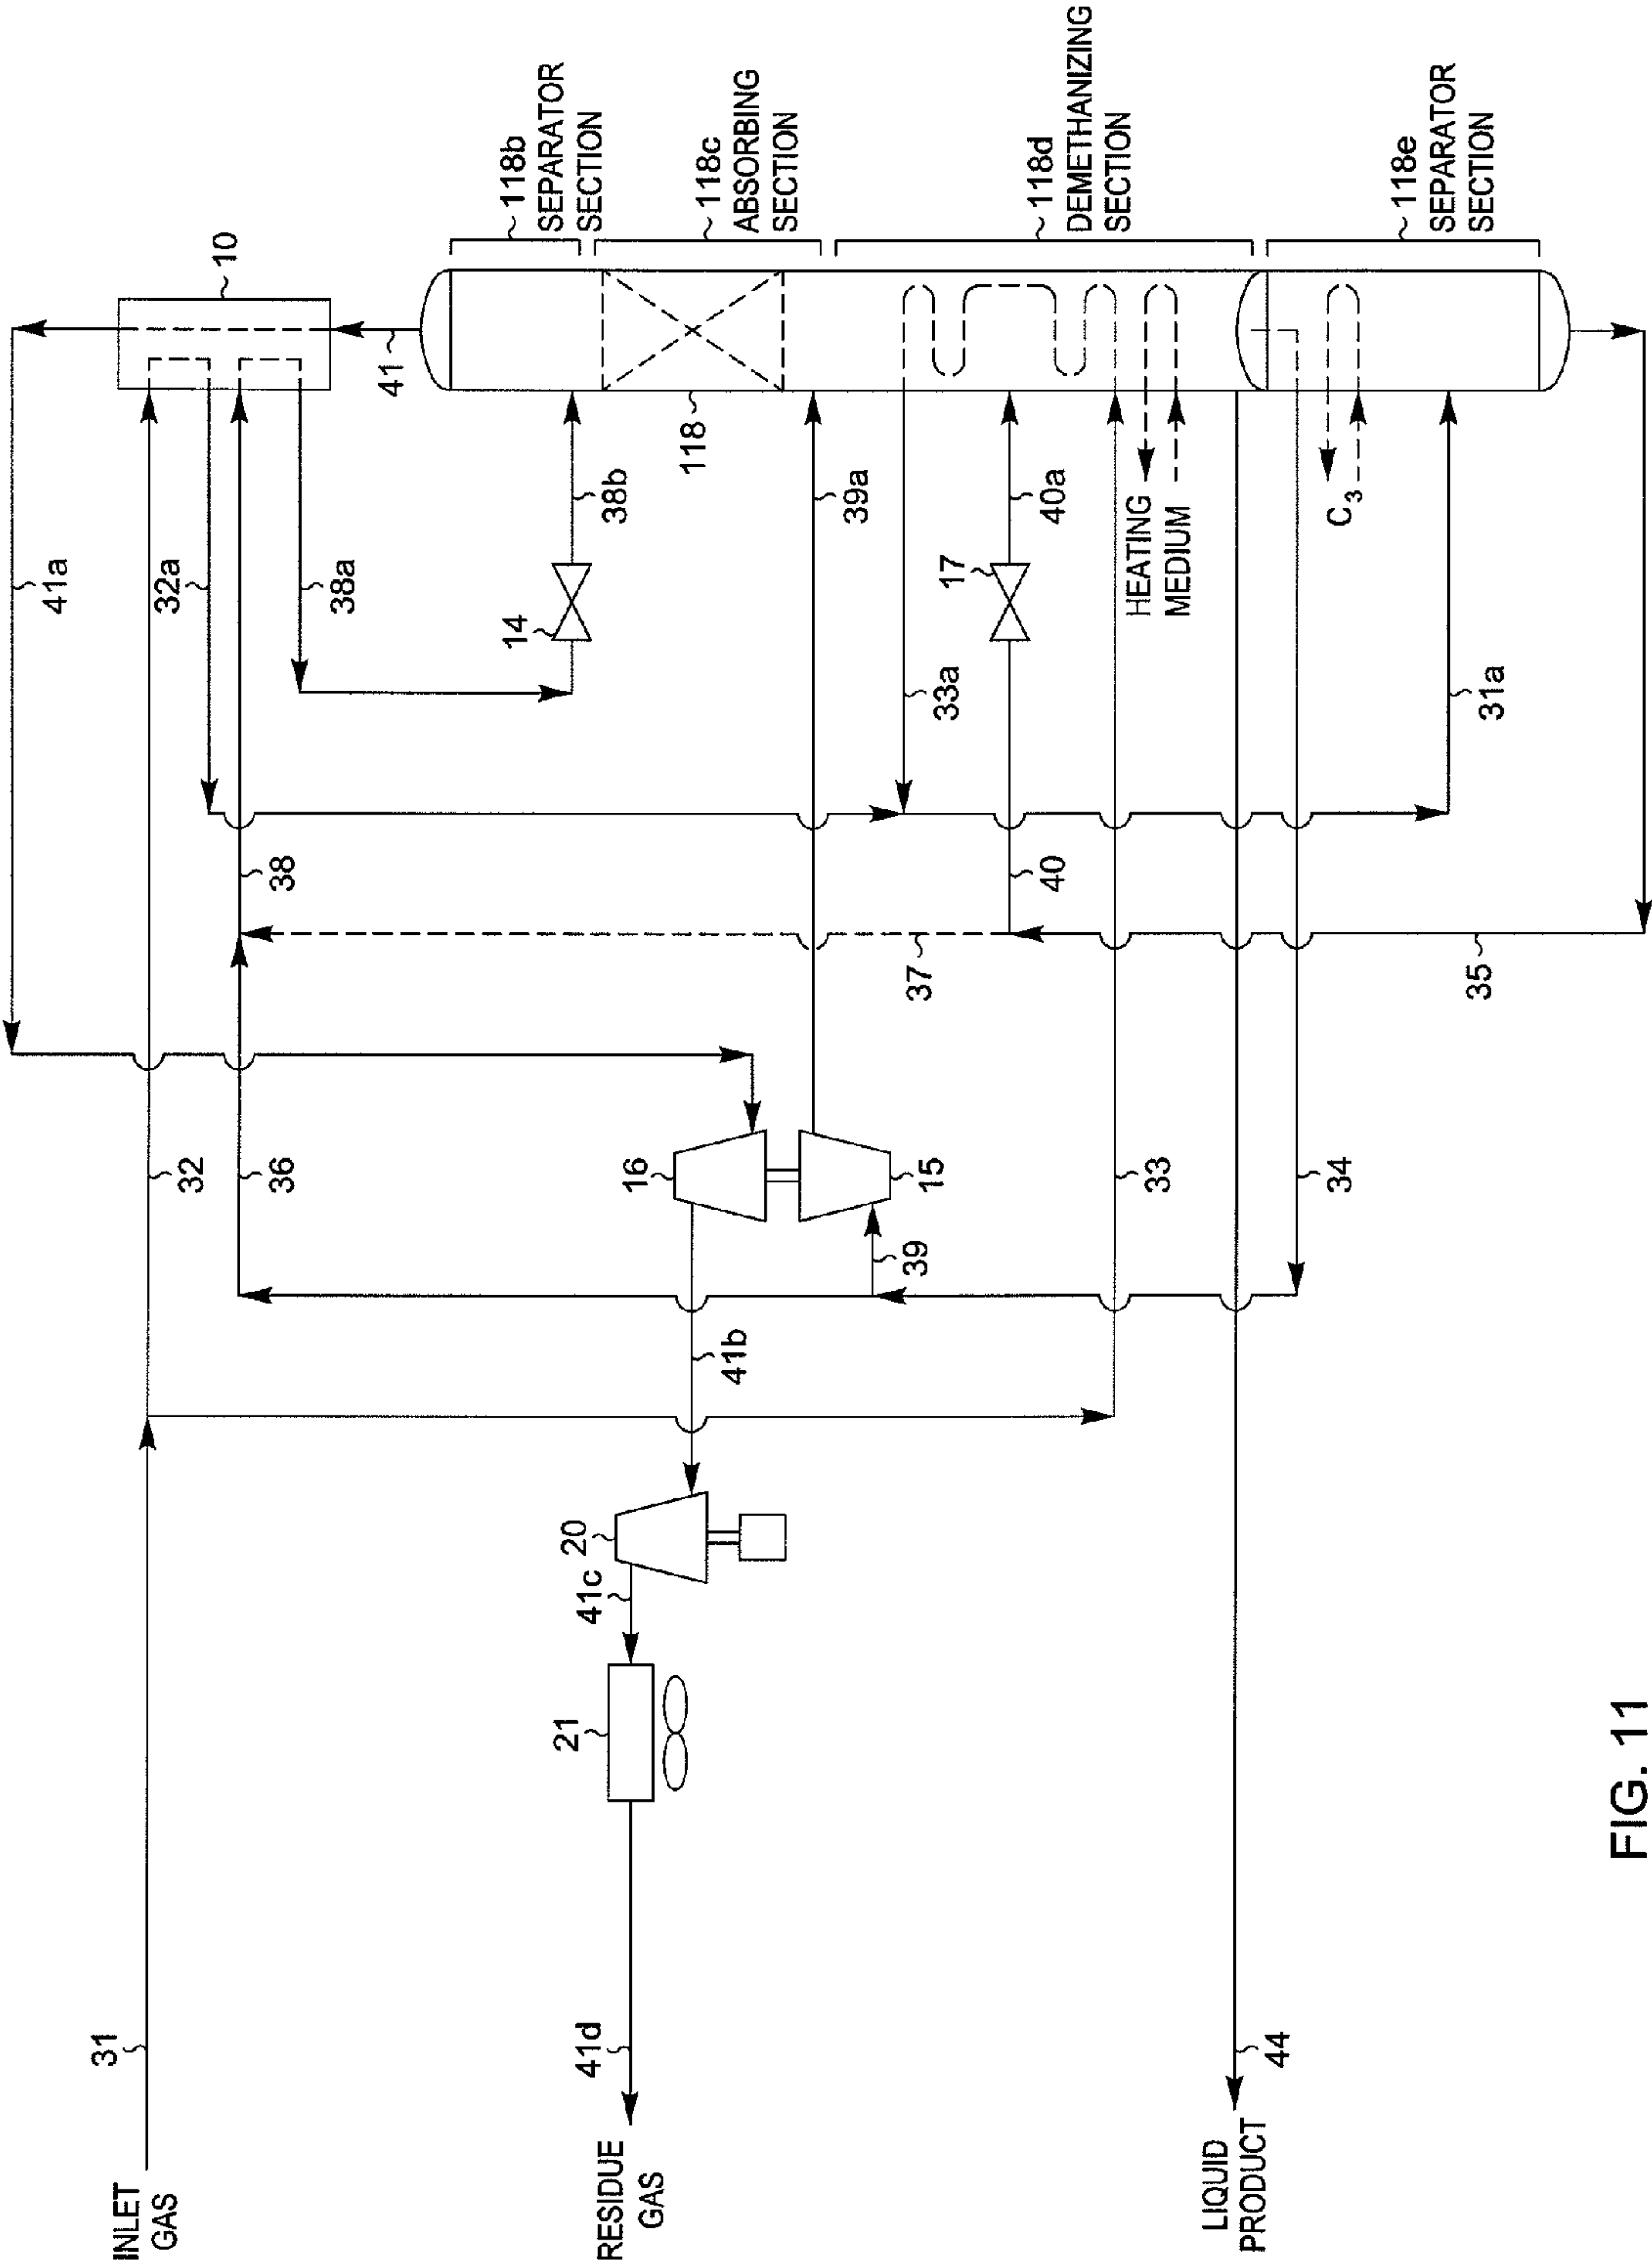 10
118b
SEPARATOR
SECTION
118c
ABSORBING
SECTION
118d
DEMETHANIZING
SECTION
118e
SEPARATOR
SECTION
41
118
41a
32a
38a
14
38b
39a
33a
17
40a
HEATING
MEDIUM
C3
31a
38
40
37
35
32
36
16
15
39
33
34
41b
20
41c
21
31
41d
44
INLET
GAS
RESIDUE
GAS
LIQUID
PRODUCT
FIG. 11